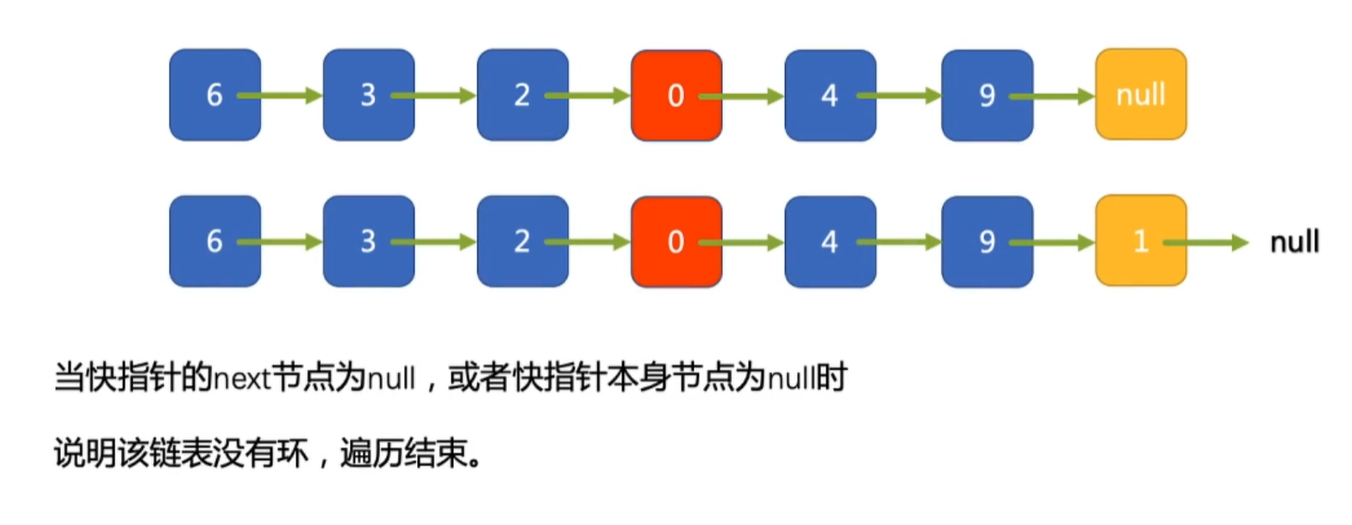 6 3 2 0 4 9 null
6 3 2 0 4 9 1 null
当快指针的next节点为null，或者快指针本身节点为null时
说明该链表没有环，遍历结束。